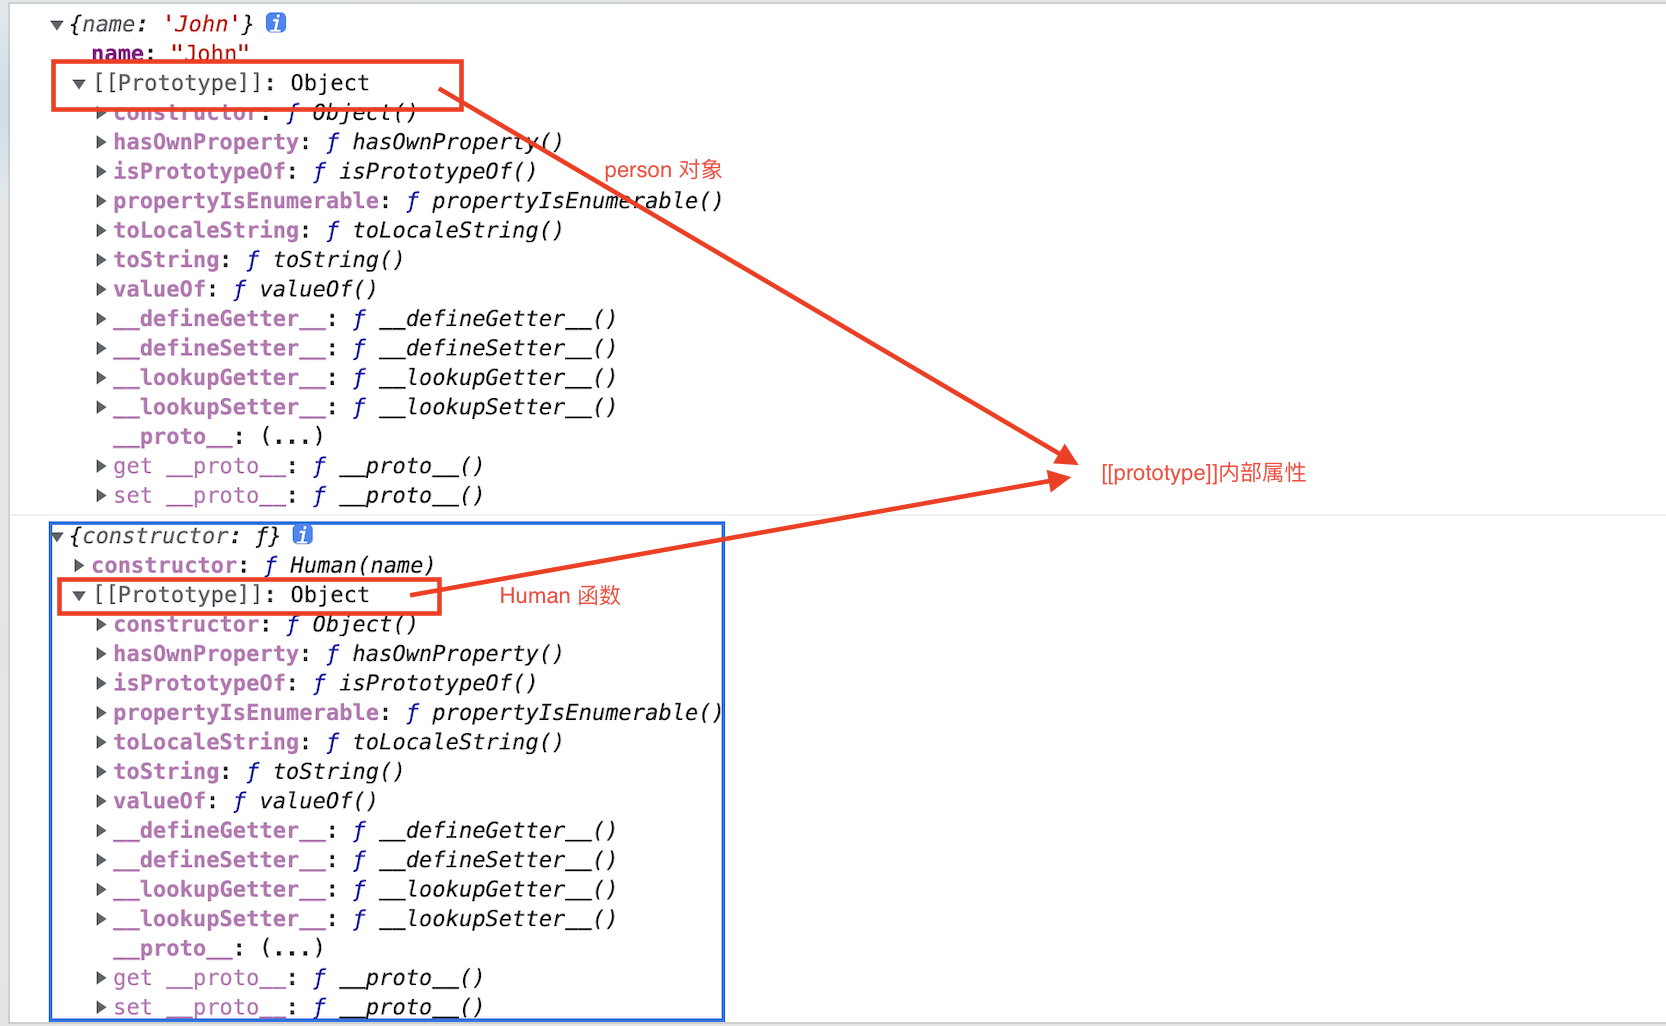 {name: 'John'} i
name: "John"
[[Prototype]]: Object
constructor: ƒ Object()
hasOwnProperty: ƒ hasOwnProperty()
isPrototypeOf: ƒ isPrototypeOf()
person 对象
propertyIsEnumerable: ƒ propertyIsEnumerable()
toLocaleString: ƒ toLocaleString()
toString: ƒ toString()
valueOf: ƒ valueOf()
__defineGetter__: ƒ __defineGetter__()
__defineSetter__: ƒ __defineSetter__()
__lookupGetter__: ƒ __lookupGetter__()
__lookupSetter__: ƒ __lookupSetter__()
__proto__: (...)
get __proto__: ƒ __proto__()
[[prototype]]内部属性
set __proto__: ƒ __proto__()
{constructor: ƒ} i
constructor: ƒ Human(name)
[[Prototype]]: Object
Human 函数
constructor: ƒ Object()
hasOwnProperty: ƒ hasOwnProperty()
isPrototypeOf: ƒ isPrototypeOf()
propertyIsEnumerable: ƒ propertyIsEnumerable()
toLocaleString: ƒ toLocaleString()
toString: ƒ toString()
valueOf: ƒ valueOf()
__defineGetter__: ƒ __defineGetter__()
__defineSetter__: ƒ __defineSetter__()
__lookupGetter__: ƒ __lookupGetter__()
__lookupSetter__: ƒ __lookupSetter__()
__proto__: (...)
get __proto__: ƒ __proto__()
set __proto__: ƒ __proto__()